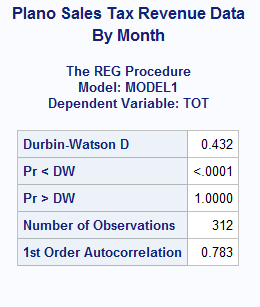 Plano Sales Tax Revenue Data
By Month
The REG Procedure
Model: MODEL1
Dependent Variable: TOT
Durbin-Watson D 0.432
Pr < DW <.0001
Pr > DW 1.0000
Number of Observations 312
1st Order Autocorrelation 0.783